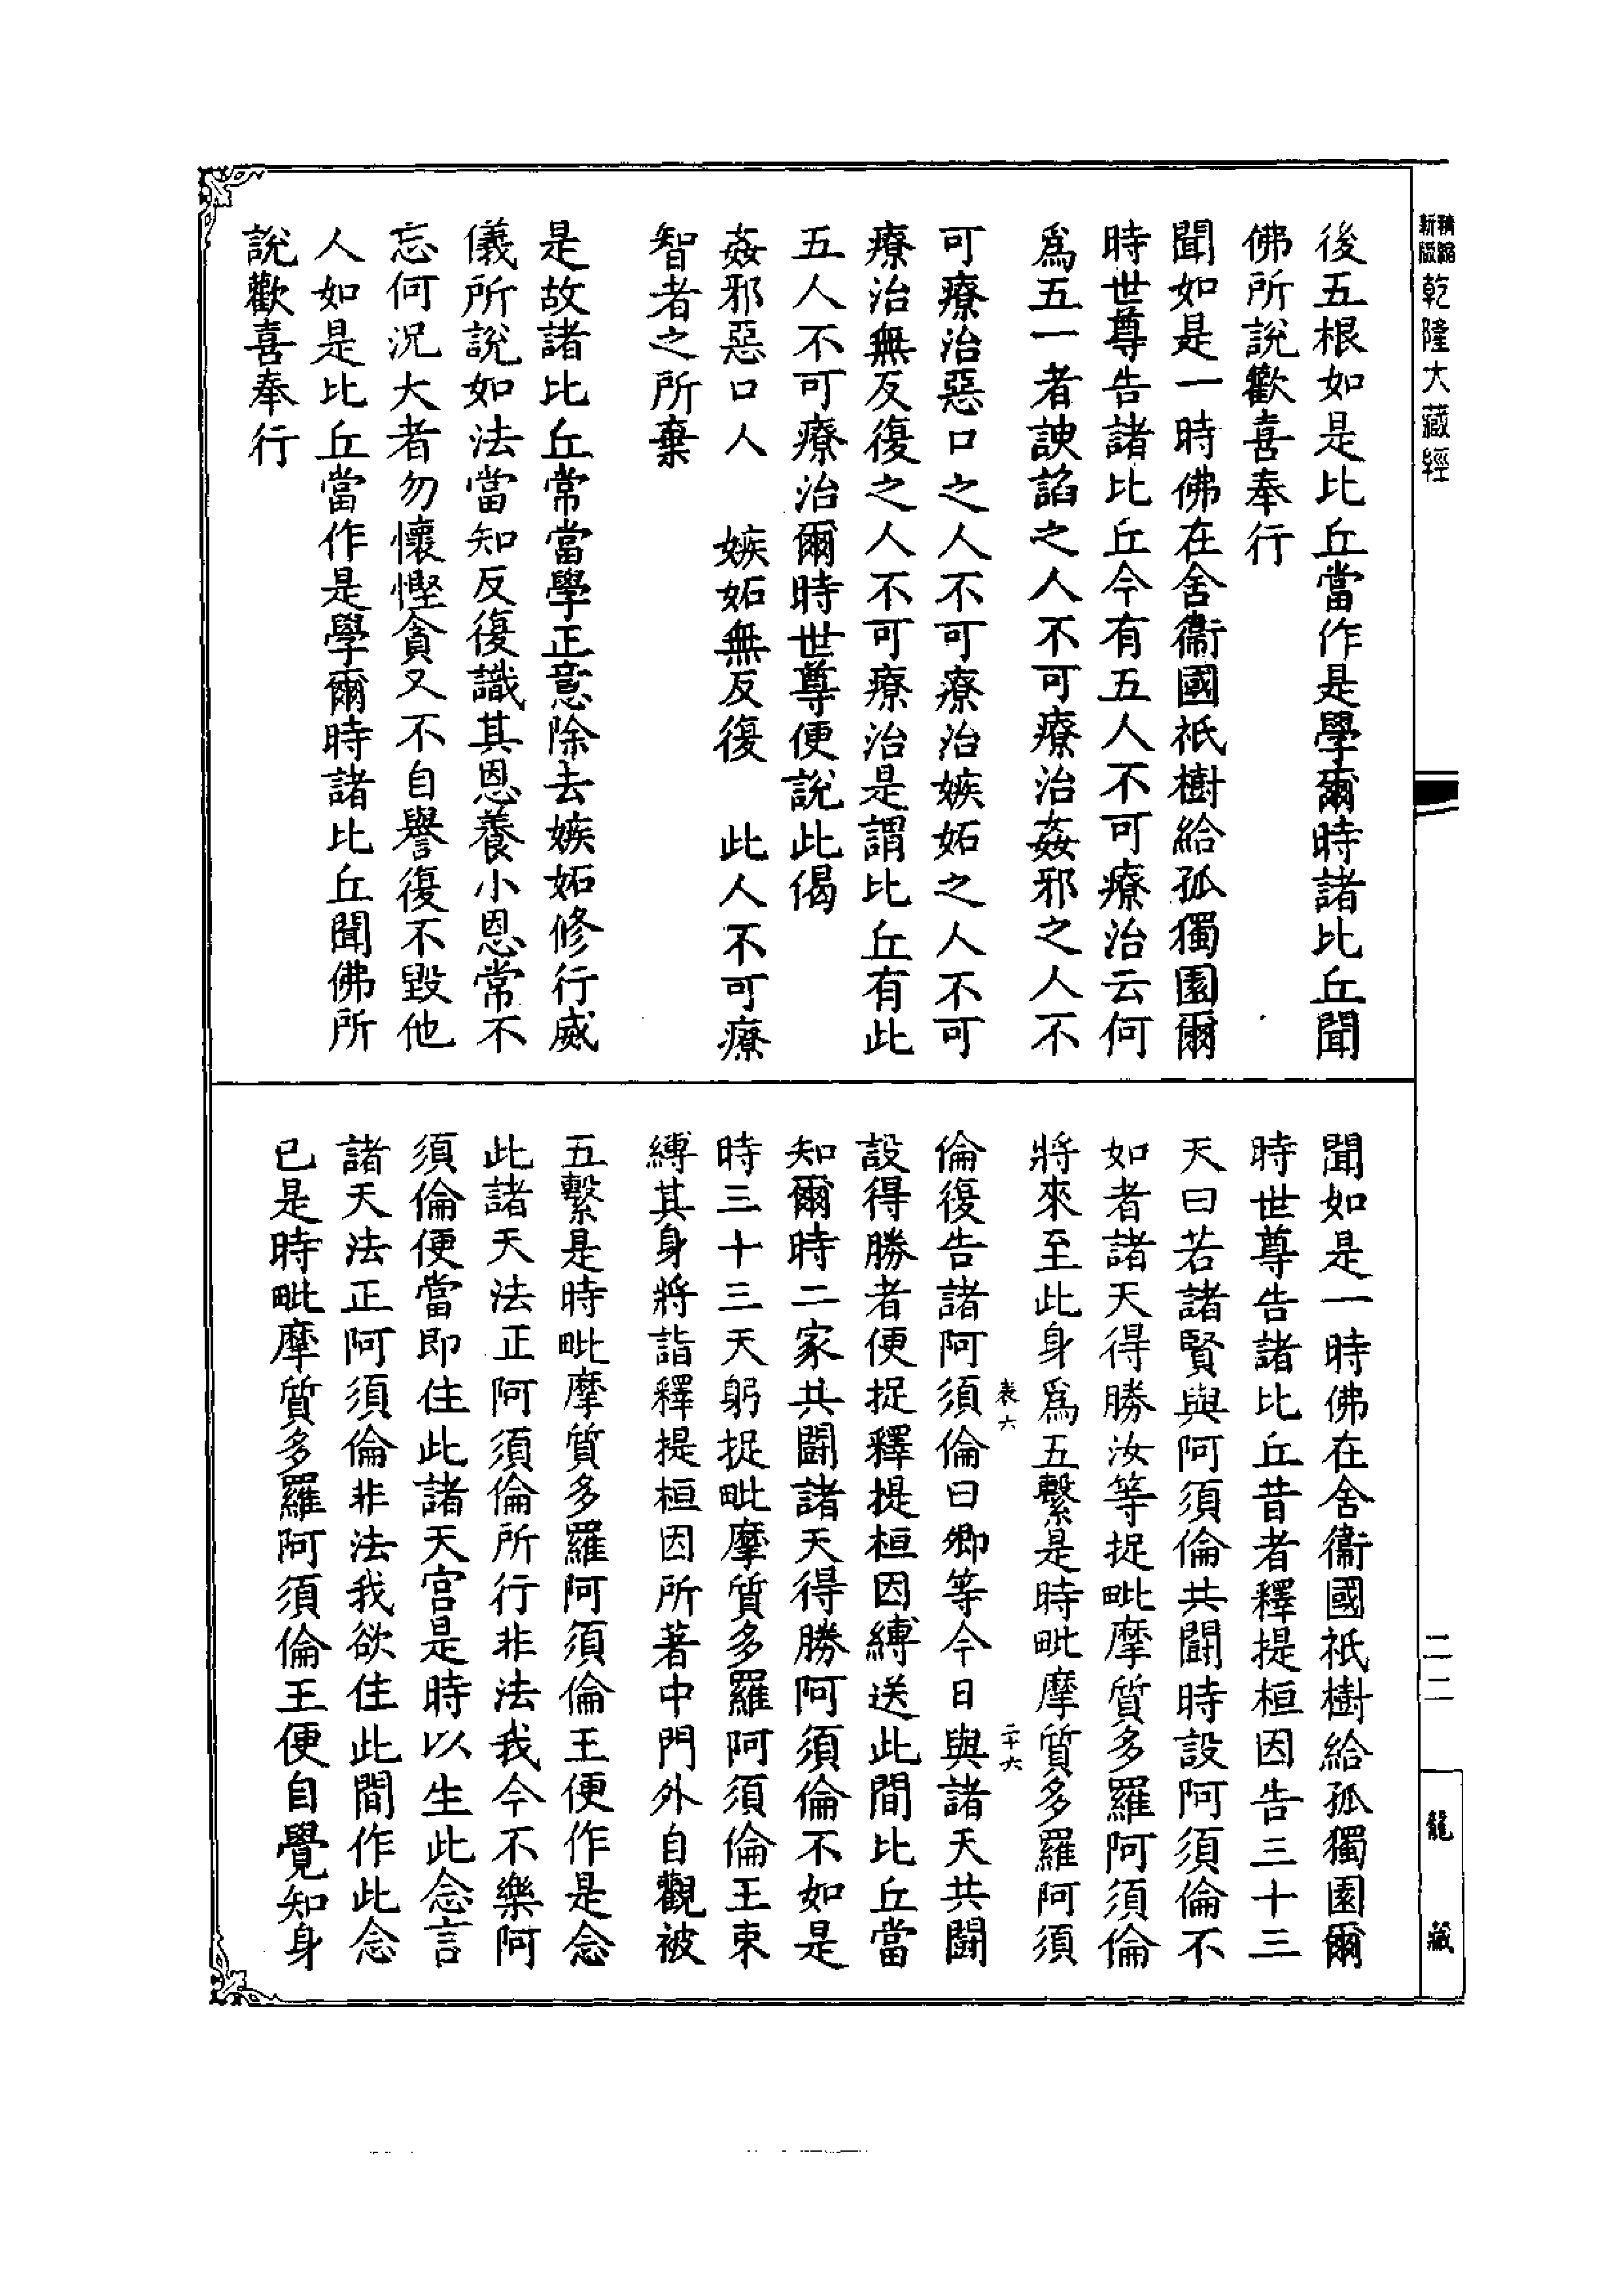 精縮
新版
乾隆大藏經
二二
龍藏
後五根如是比丘當作是學爾時諸比丘聞
佛所說歡喜奉行
聞如是一時佛在舍衞國祇樹給孤獨園爾
時世尊告諸比丘今有五人不可療治云何
爲五一者諛諂之人不可療治姦邪之人不
可療治惡口之人不可療治嫉妬之人不可
療治無反復之人不可療治是謂比丘有此
五人不可療治爾時世尊便說此偈
姦邪惡口人　嫉妬無反復　此人不可療
智者之所棄
是故諸比丘常當學正意除去嫉妬修行威
儀所說如法當知反復識其恩養小恩常不
忘何況大者勿懷慳貪又不自譽復不毀他
人如是比丘當作是學爾時諸比丘聞佛所
說歡喜奉行
聞如是一時佛在舍衞國祇樹給孤獨園爾
時世尊告諸比丘昔者釋提桓因告三十三
天曰若諸賢與阿須倫共鬪時設阿須倫不
如者諸天得勝汝等捉毗摩質多羅阿須倫
將來至此身爲五繫是時毗摩質多羅阿須
表六
二十六
倫復告諸阿須倫曰卿等今日與諸天共鬪
設得勝者便捉釋提桓因縛送此間比丘當
知爾時二家共鬪諸天得勝阿須倫不如是
時三十三天躬捉毗摩質多羅阿須倫王束
縛其身將詣釋提桓因所著中門外自觀被
五繫是時毗摩質多羅阿須倫王便作是念
此諸天法正阿須倫所行非法我今不樂阿
須倫便當即住此諸天宮是時以生此念言
諸天法正阿須倫非法我欲住此間作此念
已是時毗摩質多羅阿須倫王便自覺知身